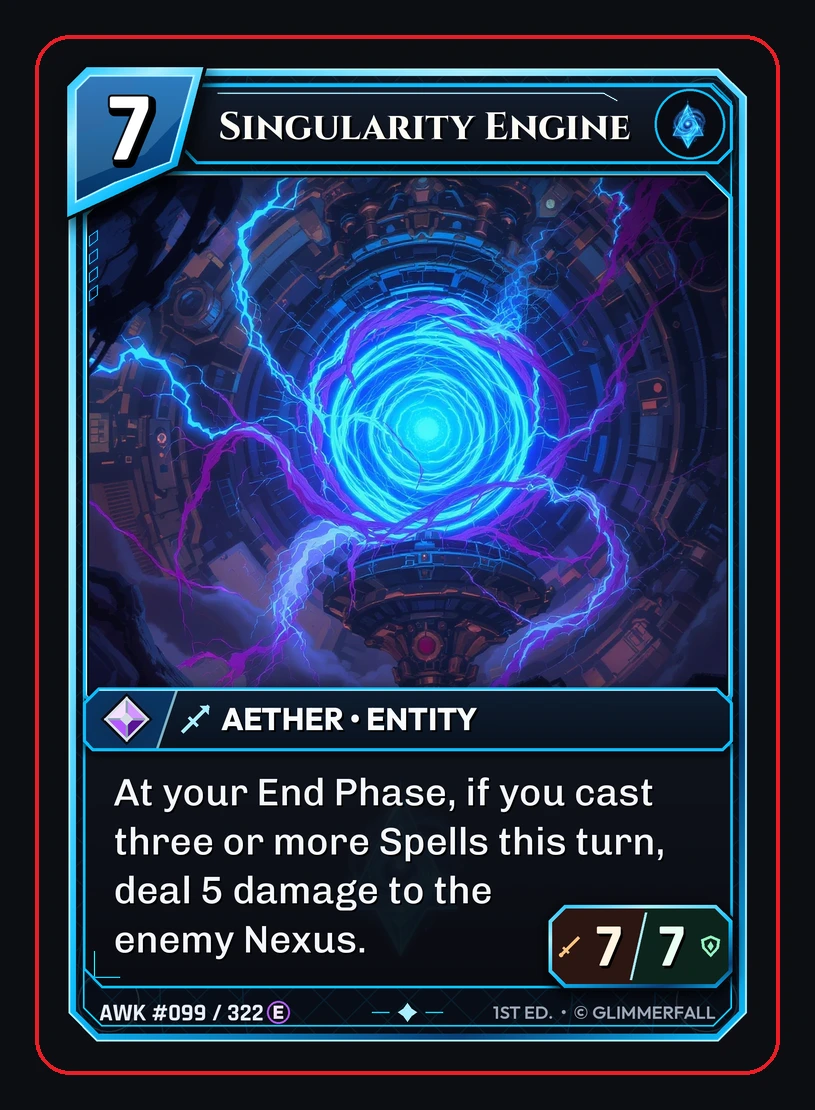 7
SINGULARITY ENGINE
AETHER • ENTITY
At your End Phase, if you cast
three or more Spells this turn,
deal 5 damage to the
enemy Nexus.
7 / 7
AWK #099 / 322 E
1ST ED. • © GLIMMERFALL